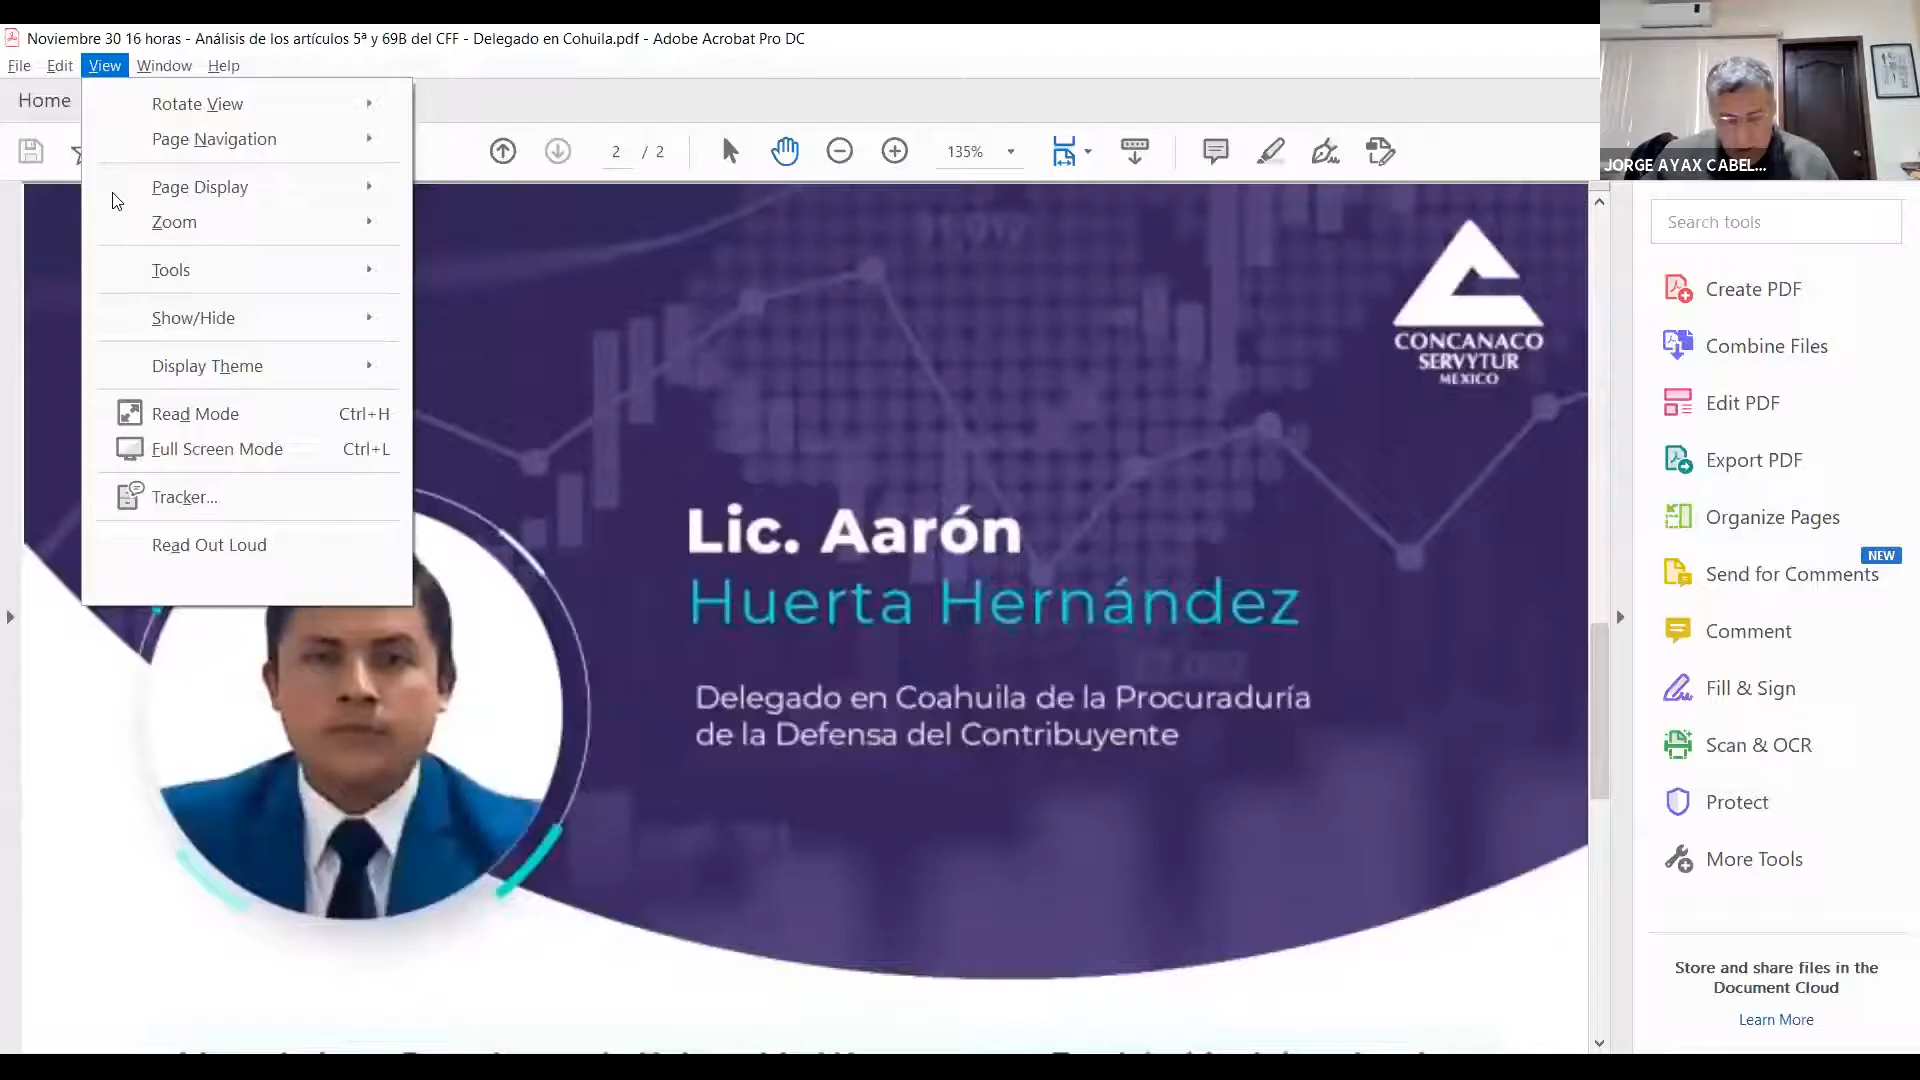 Noviembre 30 16 horas - Análisis de los artículos 5ª y 69B del CFF - Delegado en Cohuila.pdf - Adobe Acrobat Pro DC
File Edit View Window Help
Home
2 / 2
135%
Rotate View
Page Navigation
Page Display
Zoom
Tools
Show/Hide
Display Theme
Read Mode Ctrl+H
Full Screen Mode Ctrl+L
Tracker...
Read Out Loud
CONCANACO
SERVYTUR
MÉXICO
Lic. Aarón
Huerta Hernández
Delegado en Coahuila de la Procuraduría
de la Defensa del Contribuyente
JORGE AYAX CABEL...
Search tools
Create PDF
Combine Files
Edit PDF
Export PDF
Organize Pages
NEW
Send for Comments
Comment
Fill & Sign
Scan & OCR
Protect
More Tools
Store and share files in the
Document Cloud
Learn More